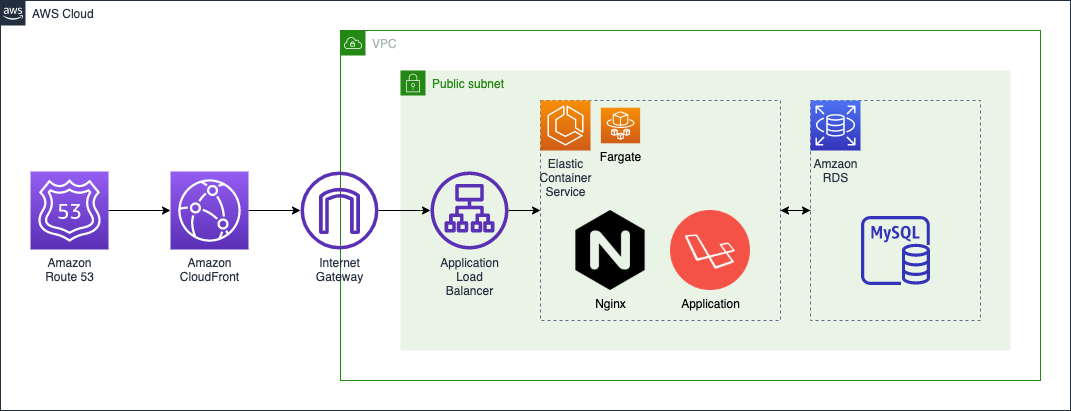 aws
AWS Cloud
VPC
Public subnet
Elastic
Container
Service
Fargate
Amzaon
RDS
53
Amazon
Route 53
Amazon
CloudFront
Internet
Gateway
Application
Load
Balancer
N
Nginx
Application
MySQL